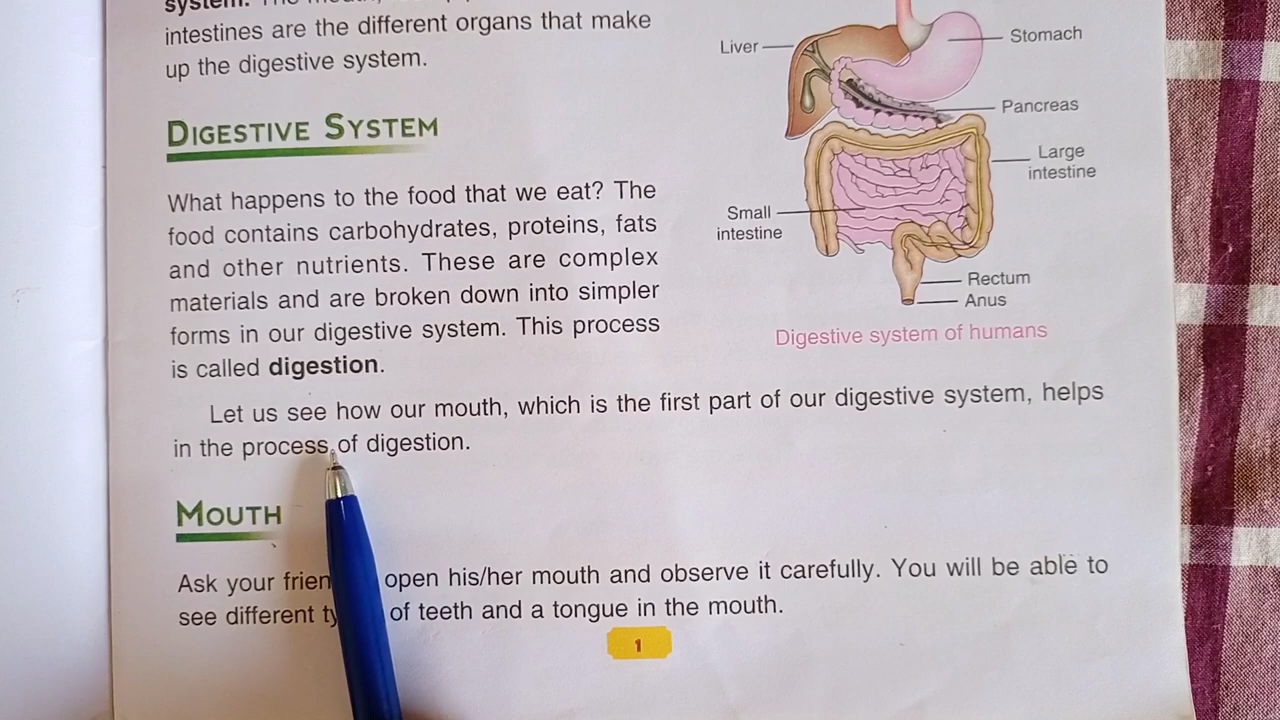 system. The mouth,
intestines are the different organs that make
up the digestive system.
DIGESTIVE SYSTEM
What happens to the food that we eat? The
food contains carbohydrates, proteins, fats
and other nutrients. These are complex
materials and are broken down into simpler
forms in our digestive system. This process
is called digestion.
Liver
Stomach
Pancreas
Large
intestine
Small
intestine
Rectum
Anus
Digestive system of humans
Let us see how our mouth, which is the first part of our digestive system, helps
in the process of digestion.
MOUTH
Ask your open his/her mouth and observe it carefully. You will be able to
see different of teeth and a tongue in the mouth.
1